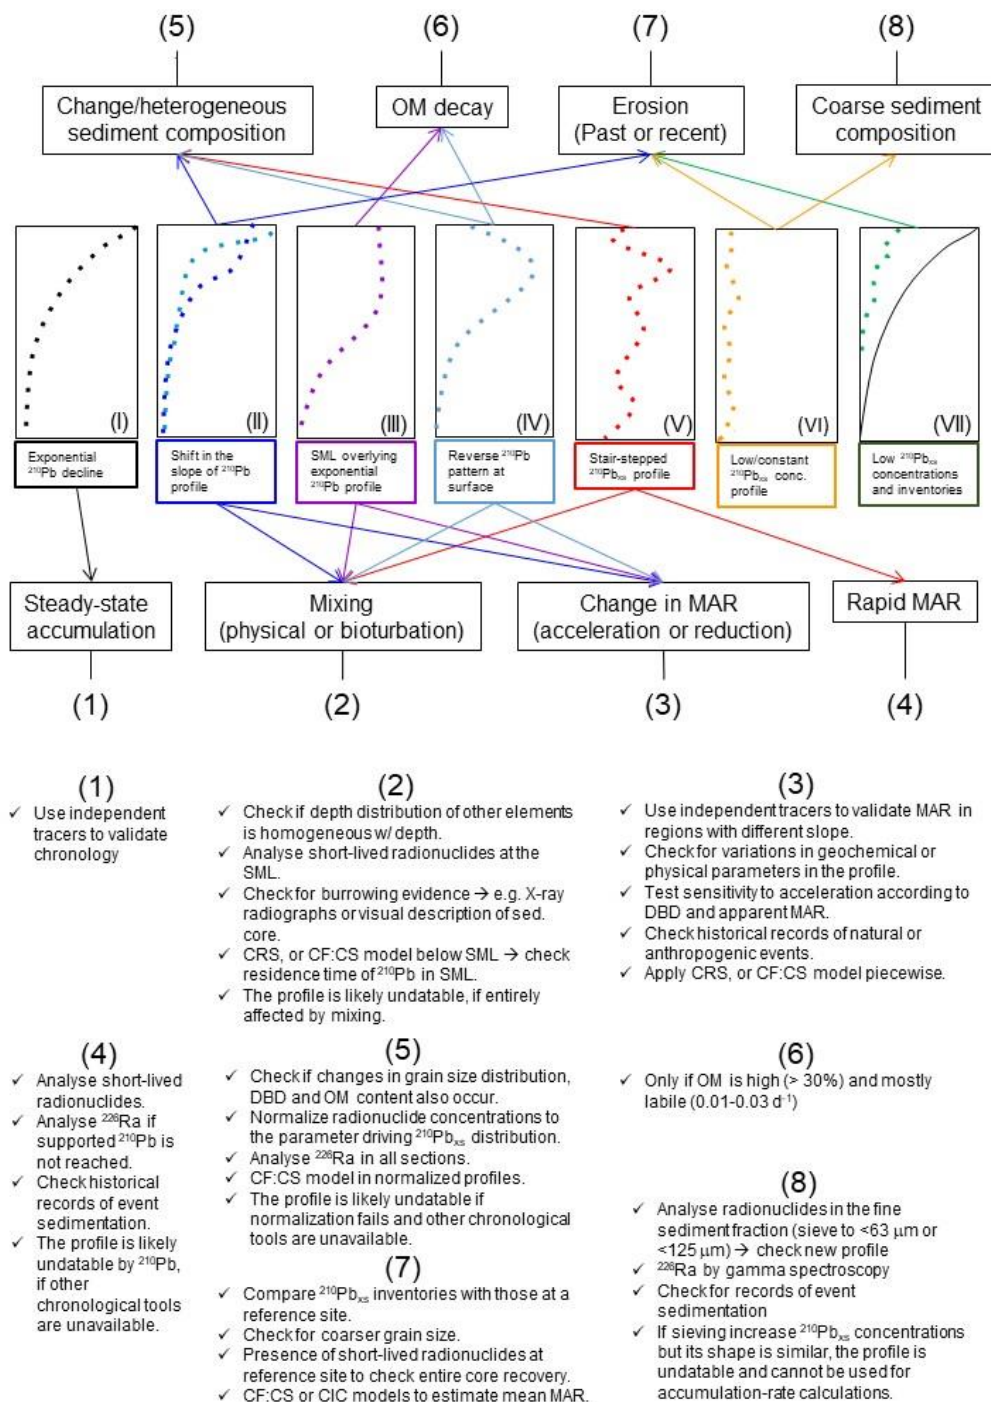 (5)
(6)
(7)
(8)
Change/heterogeneous
sediment composition
OM decay
Erosion
(Past or recent)
Coarse sediment
composition
(I)
(II)
(III)
(IV)
(V)
(VI)
(VII)
Exponential
²¹⁰Pb decline
Shift in the
slope of ²¹⁰Pb
profile
SML overlying
exponential
²¹⁰Pb profile
Reverse ²¹⁰Pb
pattern at
surface
Stair-stepped
²¹⁰Pbₓₛ profile
Low/constant
²¹⁰Pbₓₛ conc.
profile
Low ²¹⁰Pbₓₛ
concentrations
and inventories
Steady-state
accumulation
Mixing
(physical or bioturbation)
Change in MAR
(acceleration or reduction)
Rapid MAR
(1)
(2)
(3)
(4)
(1)
✓ Use independent
tracers to validate
chronology
(2)
✓ Check if depth distribution of other elements
is homogeneous w/ depth.
✓ Analyse short-lived radionuclides at the
SML.
✓ Check for burrowing evidence → e.g. X-ray
radiographs or visual description of sed.
core.
✓ CRS, or CF:CS model below SML → check
residence time of ²¹⁰Pb in SML.
✓ The profile is likely undatable, if entirely
affected by mixing.
(3)
✓ Use independent tracers to validate MAR in
regions with different slope.
✓ Check for variations in geochemical or
physical parameters in the profile.
✓ Test sensitivity to acceleration according to
DBD and apparent MAR.
✓ Check historical records of natural or
anthropogenic events.
✓ Apply CRS, or CF:CS model piecewise.
(4)
✓ Analyse short-lived
radionuclides.
✓ Analyse ²²⁶Ra if
supported ²¹⁰Pb is
not reached.
✓ Check historical
records of event
sedimentation.
✓ The profile is likely
undatable by ²¹⁰Pb,
if other
chronological tools
are unavailable.
(5)
✓ Check if changes in grain size distribution,
DBD and OM content also occur.
✓ Normalize radionuclide concentrations to
the parameter driving ²¹⁰Pbₓₛ distribution.
✓ Analyse ²²⁶Ra in all sections.
✓ CF:CS model in normalized profiles.
✓ The profile is likely undatable if
normalization fails and other chronological
tools are unavailable.
(6)
✓ Only if OM is high (> 30%) and mostly
labile (0.01-0.03 d⁻¹)
(7)
✓ Compare ²¹⁰Pbₓₛ inventories with those at a
reference site.
✓ Check for coarser grain size.
✓ Presence of short-lived radionuclides at
reference site to check entire core recovery.
✓ CF:CS or CIC models to estimate mean MAR.
(8)
✓ Analyse radionuclides in the fine
sediment fraction (sieve to <63 µm or
<125 µm) → check new profile
✓ ²²⁶Ra by gamma spectroscopy
✓ Check for records of event
sedimentation
✓ If sieving increase ²¹⁰Pbₓₛ concentrations
but its shape is similar, the profile is
undatable and cannot be used for
accumulation-rate calculations.